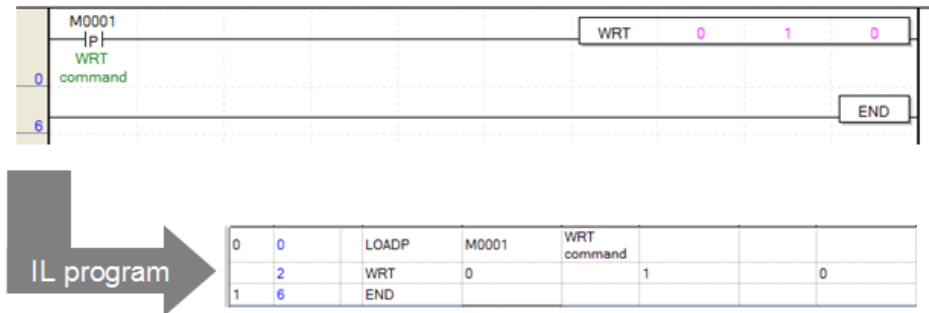 M0001
P
WRT 0 1 0
WRT
command
0
END
6
IL program
0 0 LOADP M0001 WRT command
2 WRT 0 1 0
1 6 END